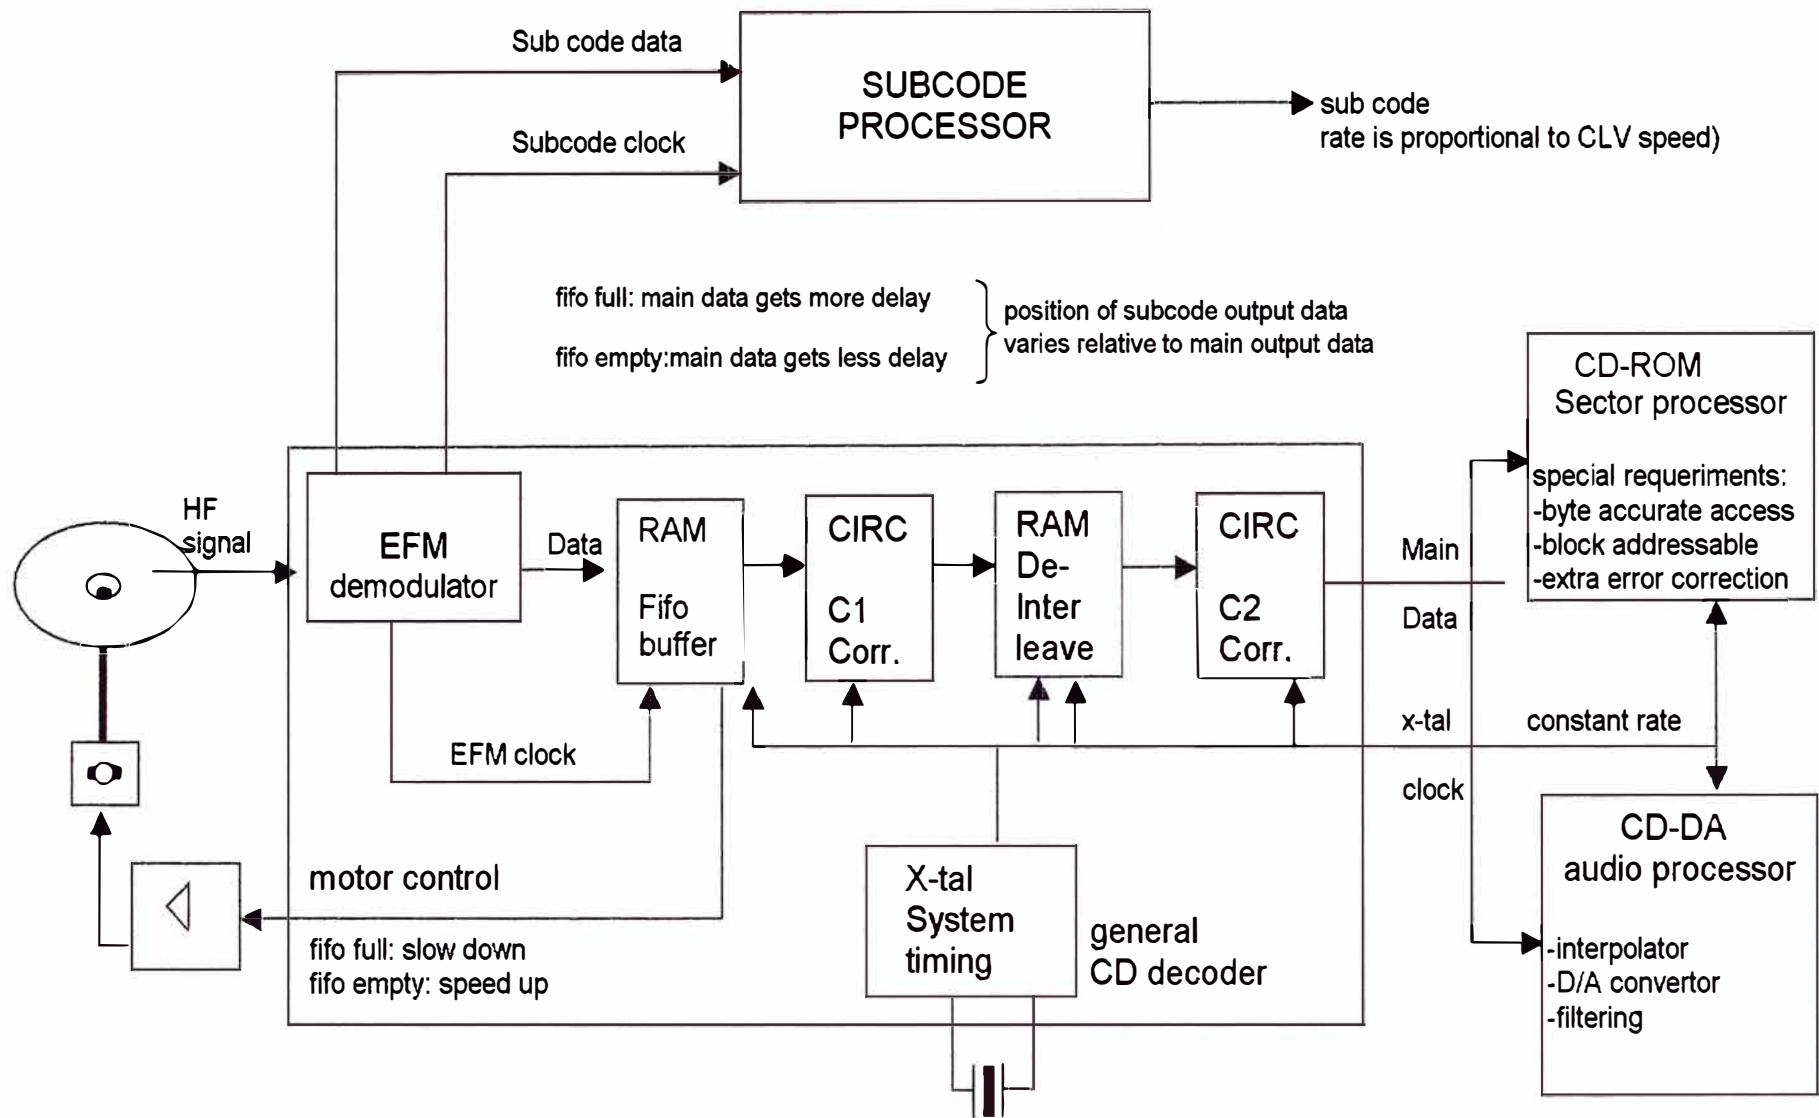 Sub code data
SUBCODE
PROCESSOR
sub code
rate is proportional to CLV speed)
Subcode clock
fifo full: main data gets more delay
fifo empty:main data gets less delay
position of subcode output data
varies relative to main output data
CD-ROM
Sector processor
special requeriments:
-byte accurate access
-block addressable
-extra error correction
HF
signal
EFM
demodulator
Data
RAM
Fifo
buffer
CIRC
C1
Corr.
RAM
De-
Inter
leave
CIRC
C2
Corr.
Main
Data
EFM clock
x-tal
clock
constant rate
motor control
fifo full: slow down
fifo empty: speed up
X-tal
System
timing
general
CD decoder
CD-DA
audio processor
-interpolator
-D/A convertor
-filtering